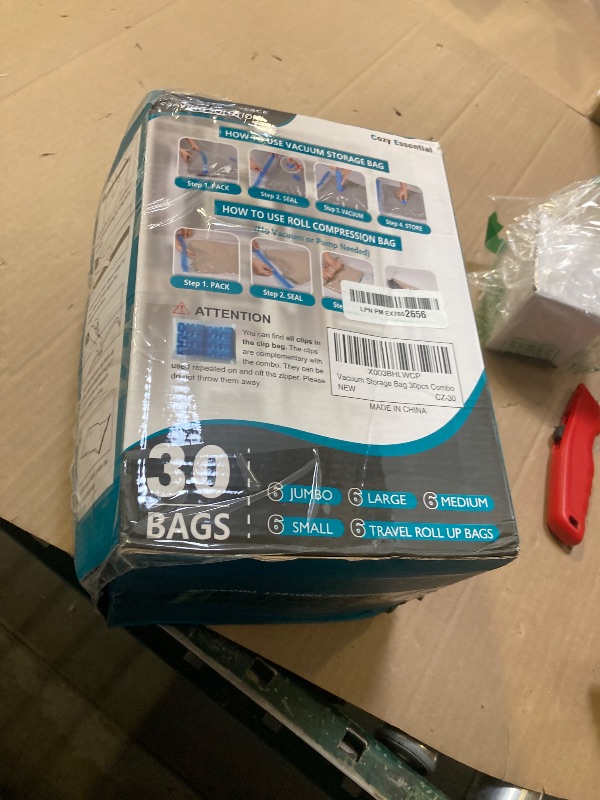 Cozy Essential
HOW TO USE VACUUM STORAGE BAG
Step 1. PACK
Step 2. SEAL
Step 3. VACUUM
Step 4. STORE
HOW TO USE ROLL COMPRESSION BAG
(No Vacuum or Pump Needed)
Step 1. PACK
Step 2. SEAL
Ste
LPN PM EX3602656
ATTENTION
You can find all clips in
the clip bag. The clips
are complementary with
the combo. They can be
used repeated on and off the zipper. Please
do not throw them away.
X003BHLWCP
Vacuum Storage Bag 30pcs Combo
NEW
CZ-30
MADE IN CHINA
30
BAGS
6 JUMBO
6 LARGE
6 MEDIUM
6 SMALL
6 TRAVEL ROLL UP BAGS